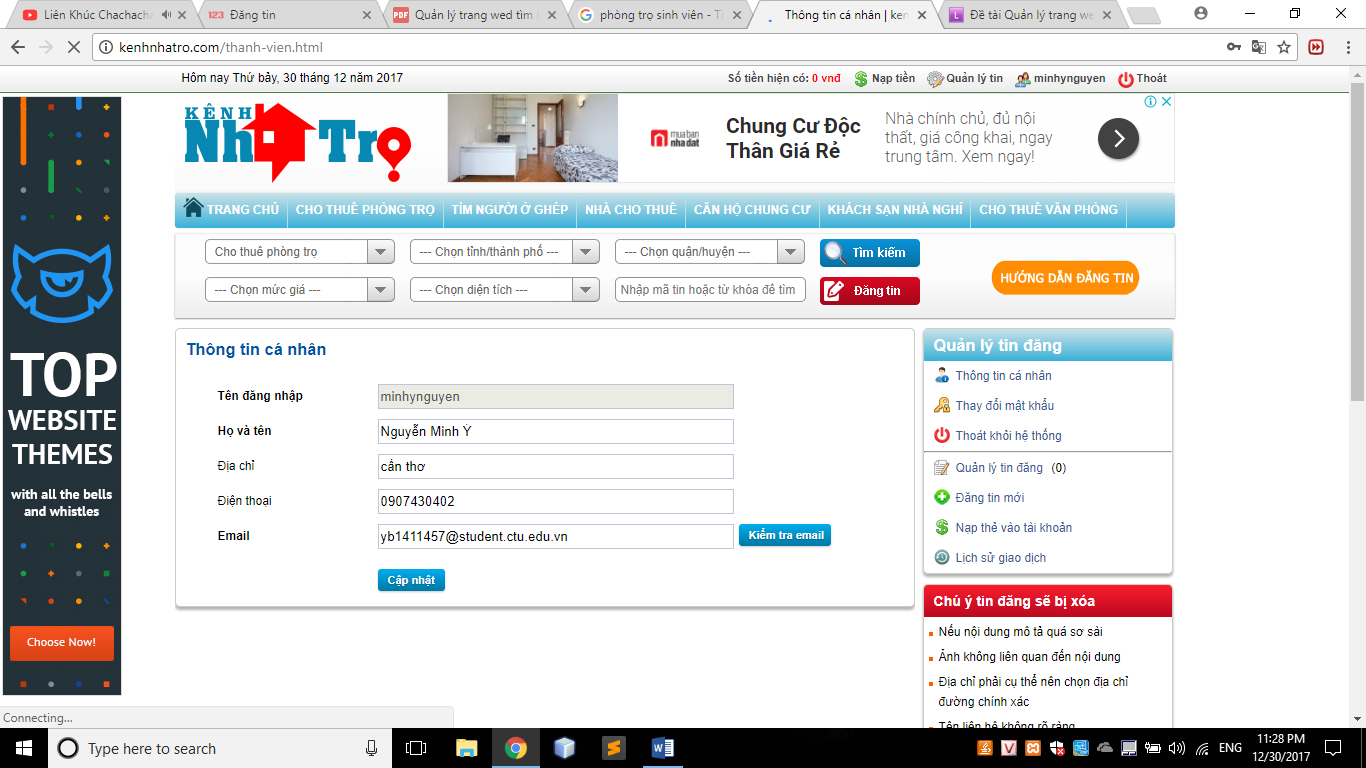 Liên Khúc Chachacha
Đăng tin
Quản lý trang wed tìm
phòng trọ sinh viên - Ti
Thông tin cá nhân | ken
Đề tài Quản lý trang we
kenhnhatro.com/thanh-vien.html
Hôm nay Thứ bảy, 30 tháng 12 năm 2017
Số tiền hiện có: 0 vnđ Nạp tiền Quản lý tin minhynguyen Thoát
KÊNH
Nhà Trọ
Chung Cư Độc
Thân Giá Rẻ
mua ban
nha dat
Nhà chính chủ, đủ nội
thất, giá công khai, ngay
trung tâm. Xem ngay!
TRANG CHỦ CHO THUÊ PHÒNG TRỌ TÌM NGƯỜI Ở GHÉP NHÀ CHO THUÊ CĂN HỘ CHUNG CƯ KHÁCH SẠN NHÀ NGHỈ CHO THUÊ VĂN PHÒNG
Cho thuê phòng trọ --- Chọn tỉnh/thành phố --- --- Chọn quận/huyện --- Tìm kiếm
--- Chọn mức giá --- --- Chọn diện tích --- Nhập mã tin hoặc từ khóa để tìm Đăng tin
HƯỚNG DẪN ĐĂNG TIN
TOP
WEBSITE
THEMES
with all the bells
and whistles
Choose Now!
Thông tin cá nhân
Tên đăng nhập minhynguyen
Họ và tên Nguyễn Minh Ý
Địa chỉ cần thơ
Điện thoại 0907430402
Email yb1411457@student.ctu.edu.vn Kiểm tra email
Cập nhật
Quản lý tin đăng
Thông tin cá nhân
Thay đổi mật khẩu
Thoát khỏi hệ thống
Quản lý tin đăng (0)
Đăng tin mới
Nạp thẻ vào tài khoản
Lịch sử giao dịch
Chú ý tin đăng sẽ bị xóa
Nếu nội dung mô tả quá sơ sài
Ảnh không liên quan đến nội dung
Địa chỉ phải cụ thể nên chọn địa chỉ
đường chính xác
Tên liên hệ không rõ ràng
Connecting...
Type here to search
ENG
11:28 PM
12/30/2017